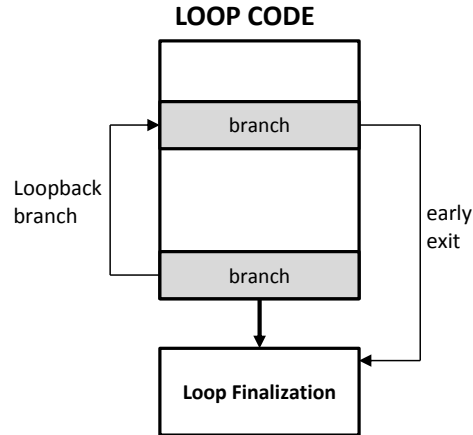 LOOP CODE
branch
Loopback
branch
early
exit
branch
Loop Finalization